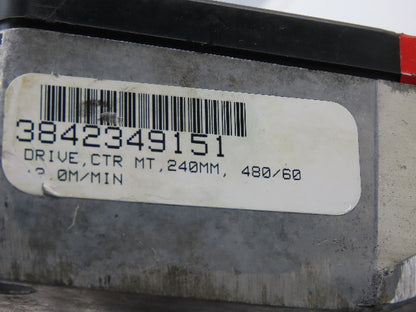 3842349151
DRIVE,CTR MT,240MM, 480/60
.0M/MIN